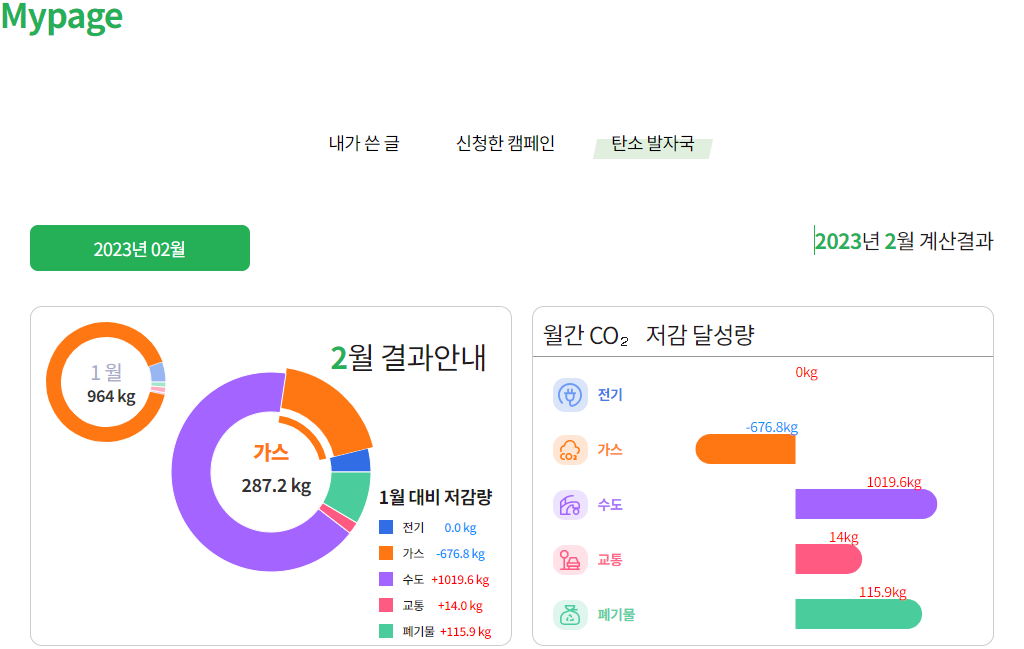 Mypage
내가 쓴 글
신청한 캠페인
탄소 발자국
2023년 02월
2023년 2월 계산결과
1 월
964 kg
2월 결과안내
가스
287.2 kg
1월 대비 저감량
전기 0.0 kg
가스 -676.8 kg
수도 +1019.6 kg
교통 +14.0 kg
폐기물 +115.9 kg
월간 CO₂ 저감 달성량
0kg
전기
-676.8kg
CO₂
가스
1019.6kg
수도
14kg
교통
115.9kg
폐기물